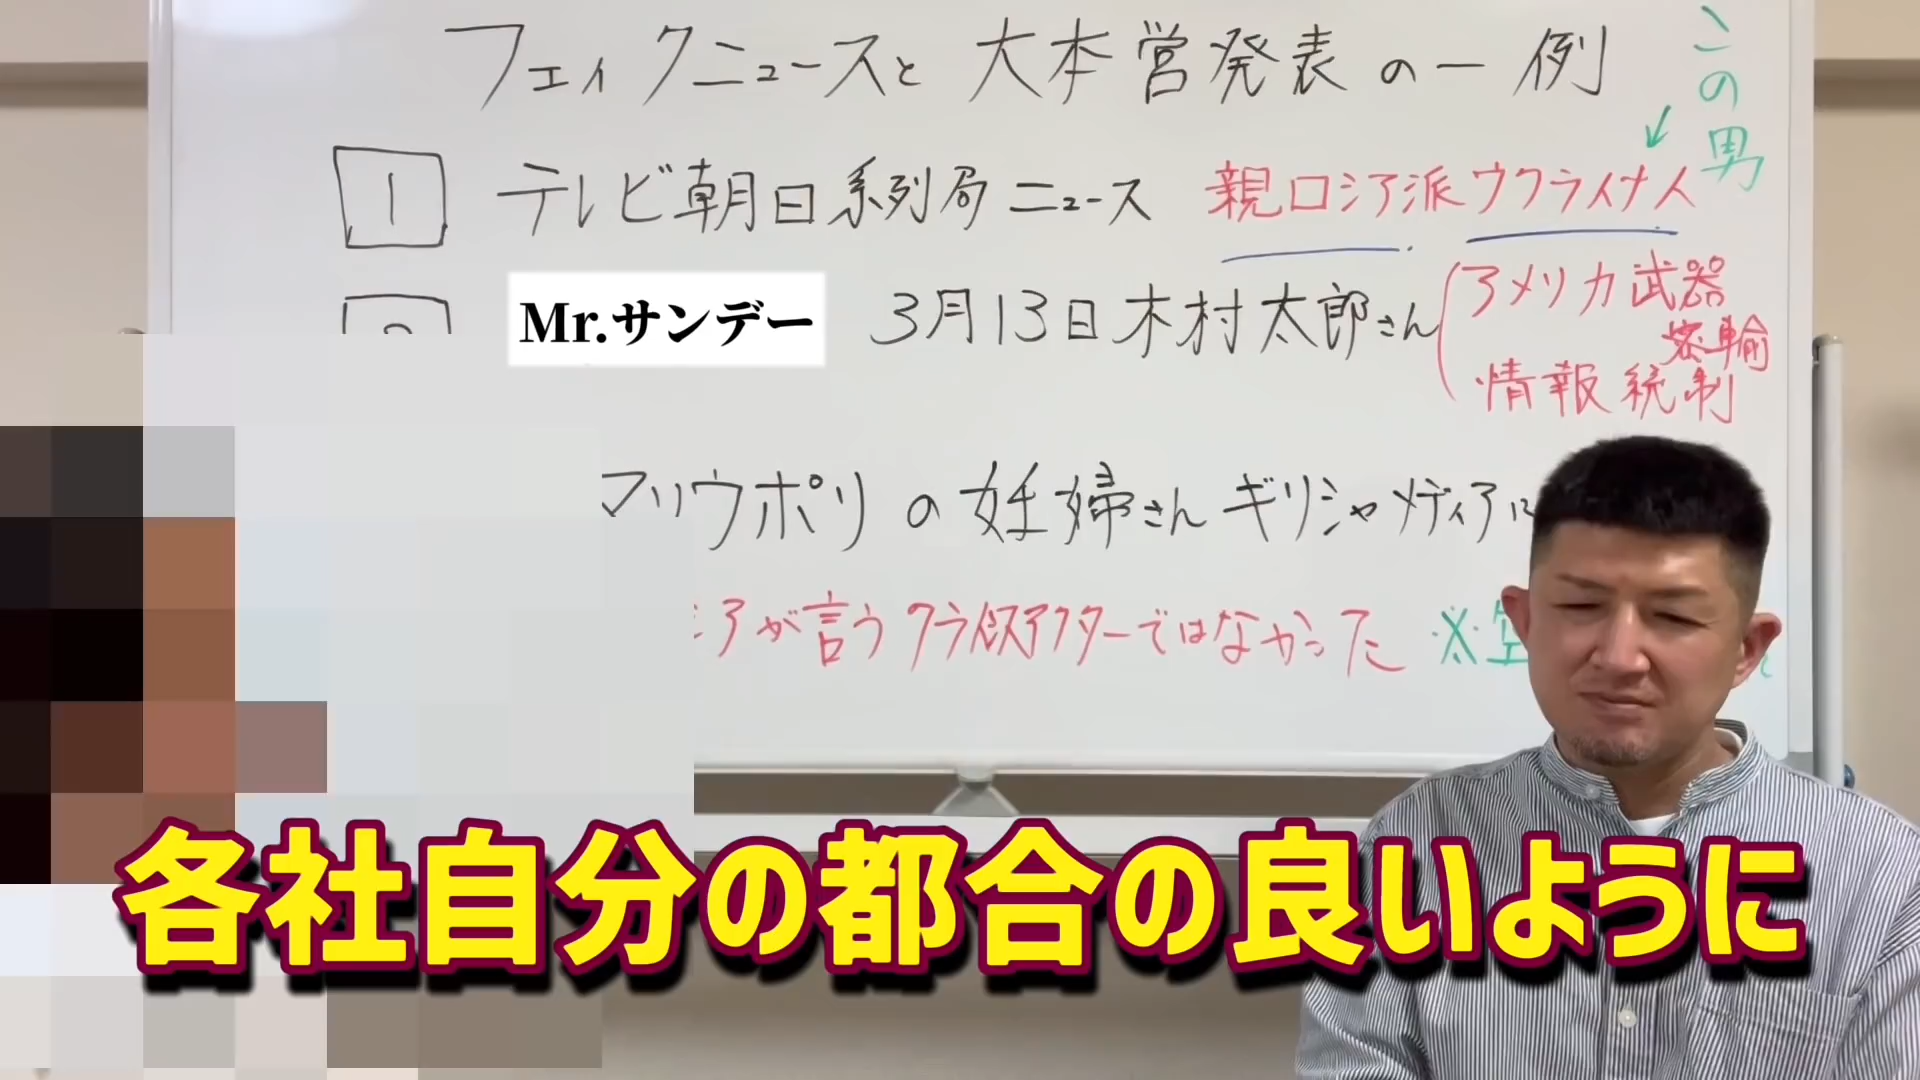 フェイクニュースと大本営発表の一例
この男
↙
1 テレビ朝日系列局ニュース 親ロシア派ウクライナ人
Mr.サンデー 3月13日木村太郎さん
アメリカ武器
密輸
情報統制
マリウポリの妊婦さんギリシャメディアに
アが言うクライシスアクターではなかった ※空
各社自分の都合の良いように